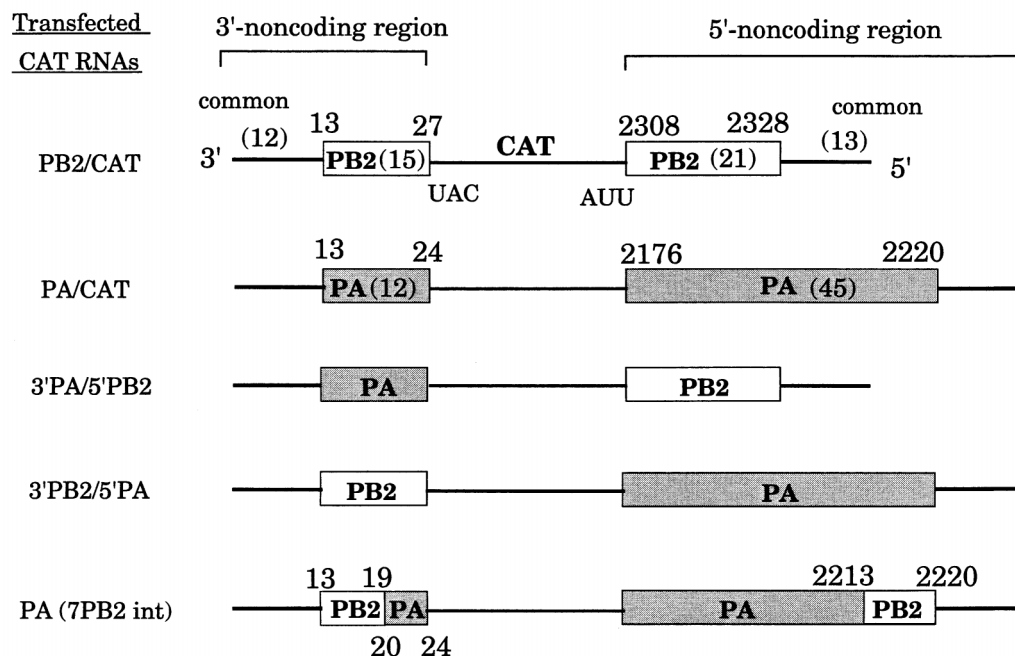 Transfected
CAT RNAs
3'-noncoding region
5'-noncoding region
common
common
(12)
13
27
CAT
2308
2328
(13)
PB2/CAT
3'
PB2(15)
PB2 (21)
5'
UAC
AUU
13
24
2176
2220
PA/CAT
PA(12)
PA (45)
3'PA/5'PB2
PA
PB2
3'PB2/5'PA
PB2
PA
13
19
2213
2220
PA (7PB2 int)
PB2
PA
PA
PB2
20
24